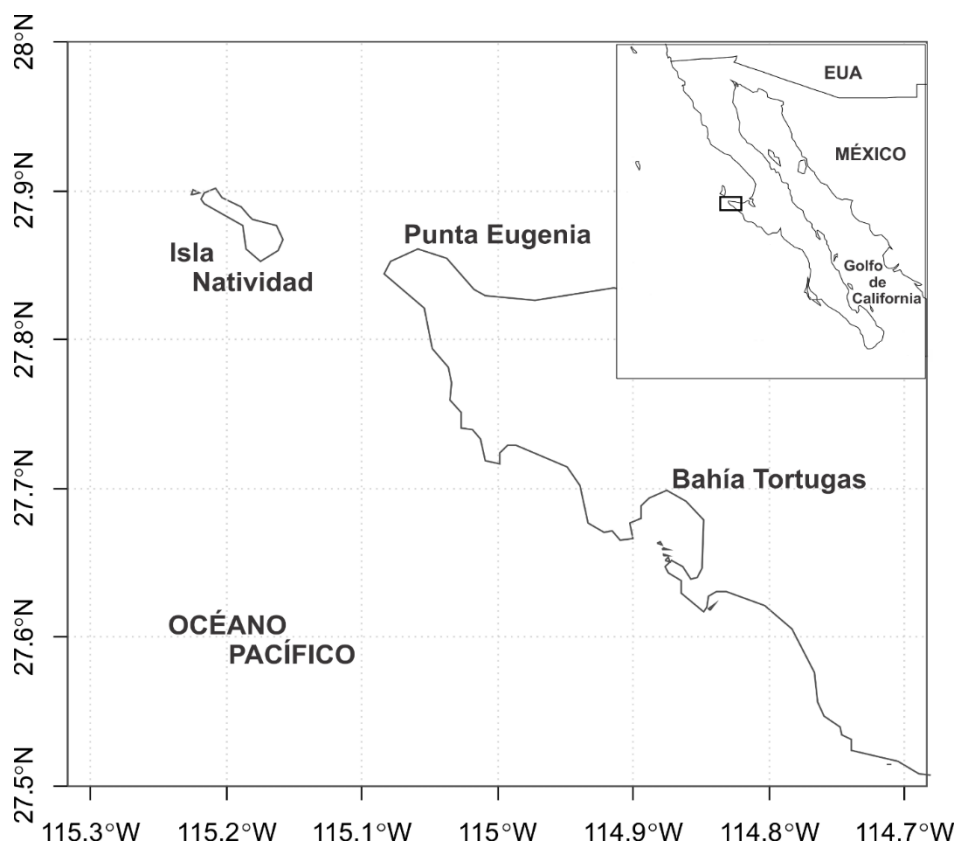 28°N
27.9°N
27.8°N
27.7°N
27.6°N
27.5°N
EUA
MÉXICO
Golfo
de
California
Isla
Natividad
Punta Eugenia
Bahía Tortugas
OCÉANO
PACÍFICO
115.3°W 115.2°W 115.1°W 115°W 114.9°W 114.8°W 114.7°W